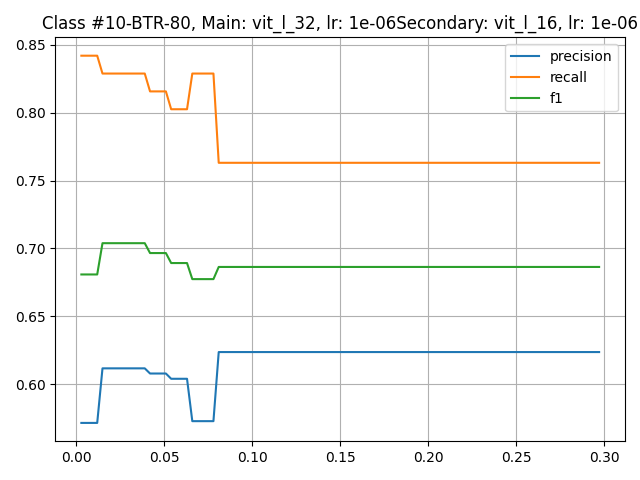 Class #10-BTR-80, Main: vit_l_32, lr: 1e-06Secondary: vit_l_16, lr: 1e-06
precision
recall
f1
0.85
0.80
0.75
0.70
0.65
0.60
0.00 0.05 0.10 0.15 0.20 0.25 0.30